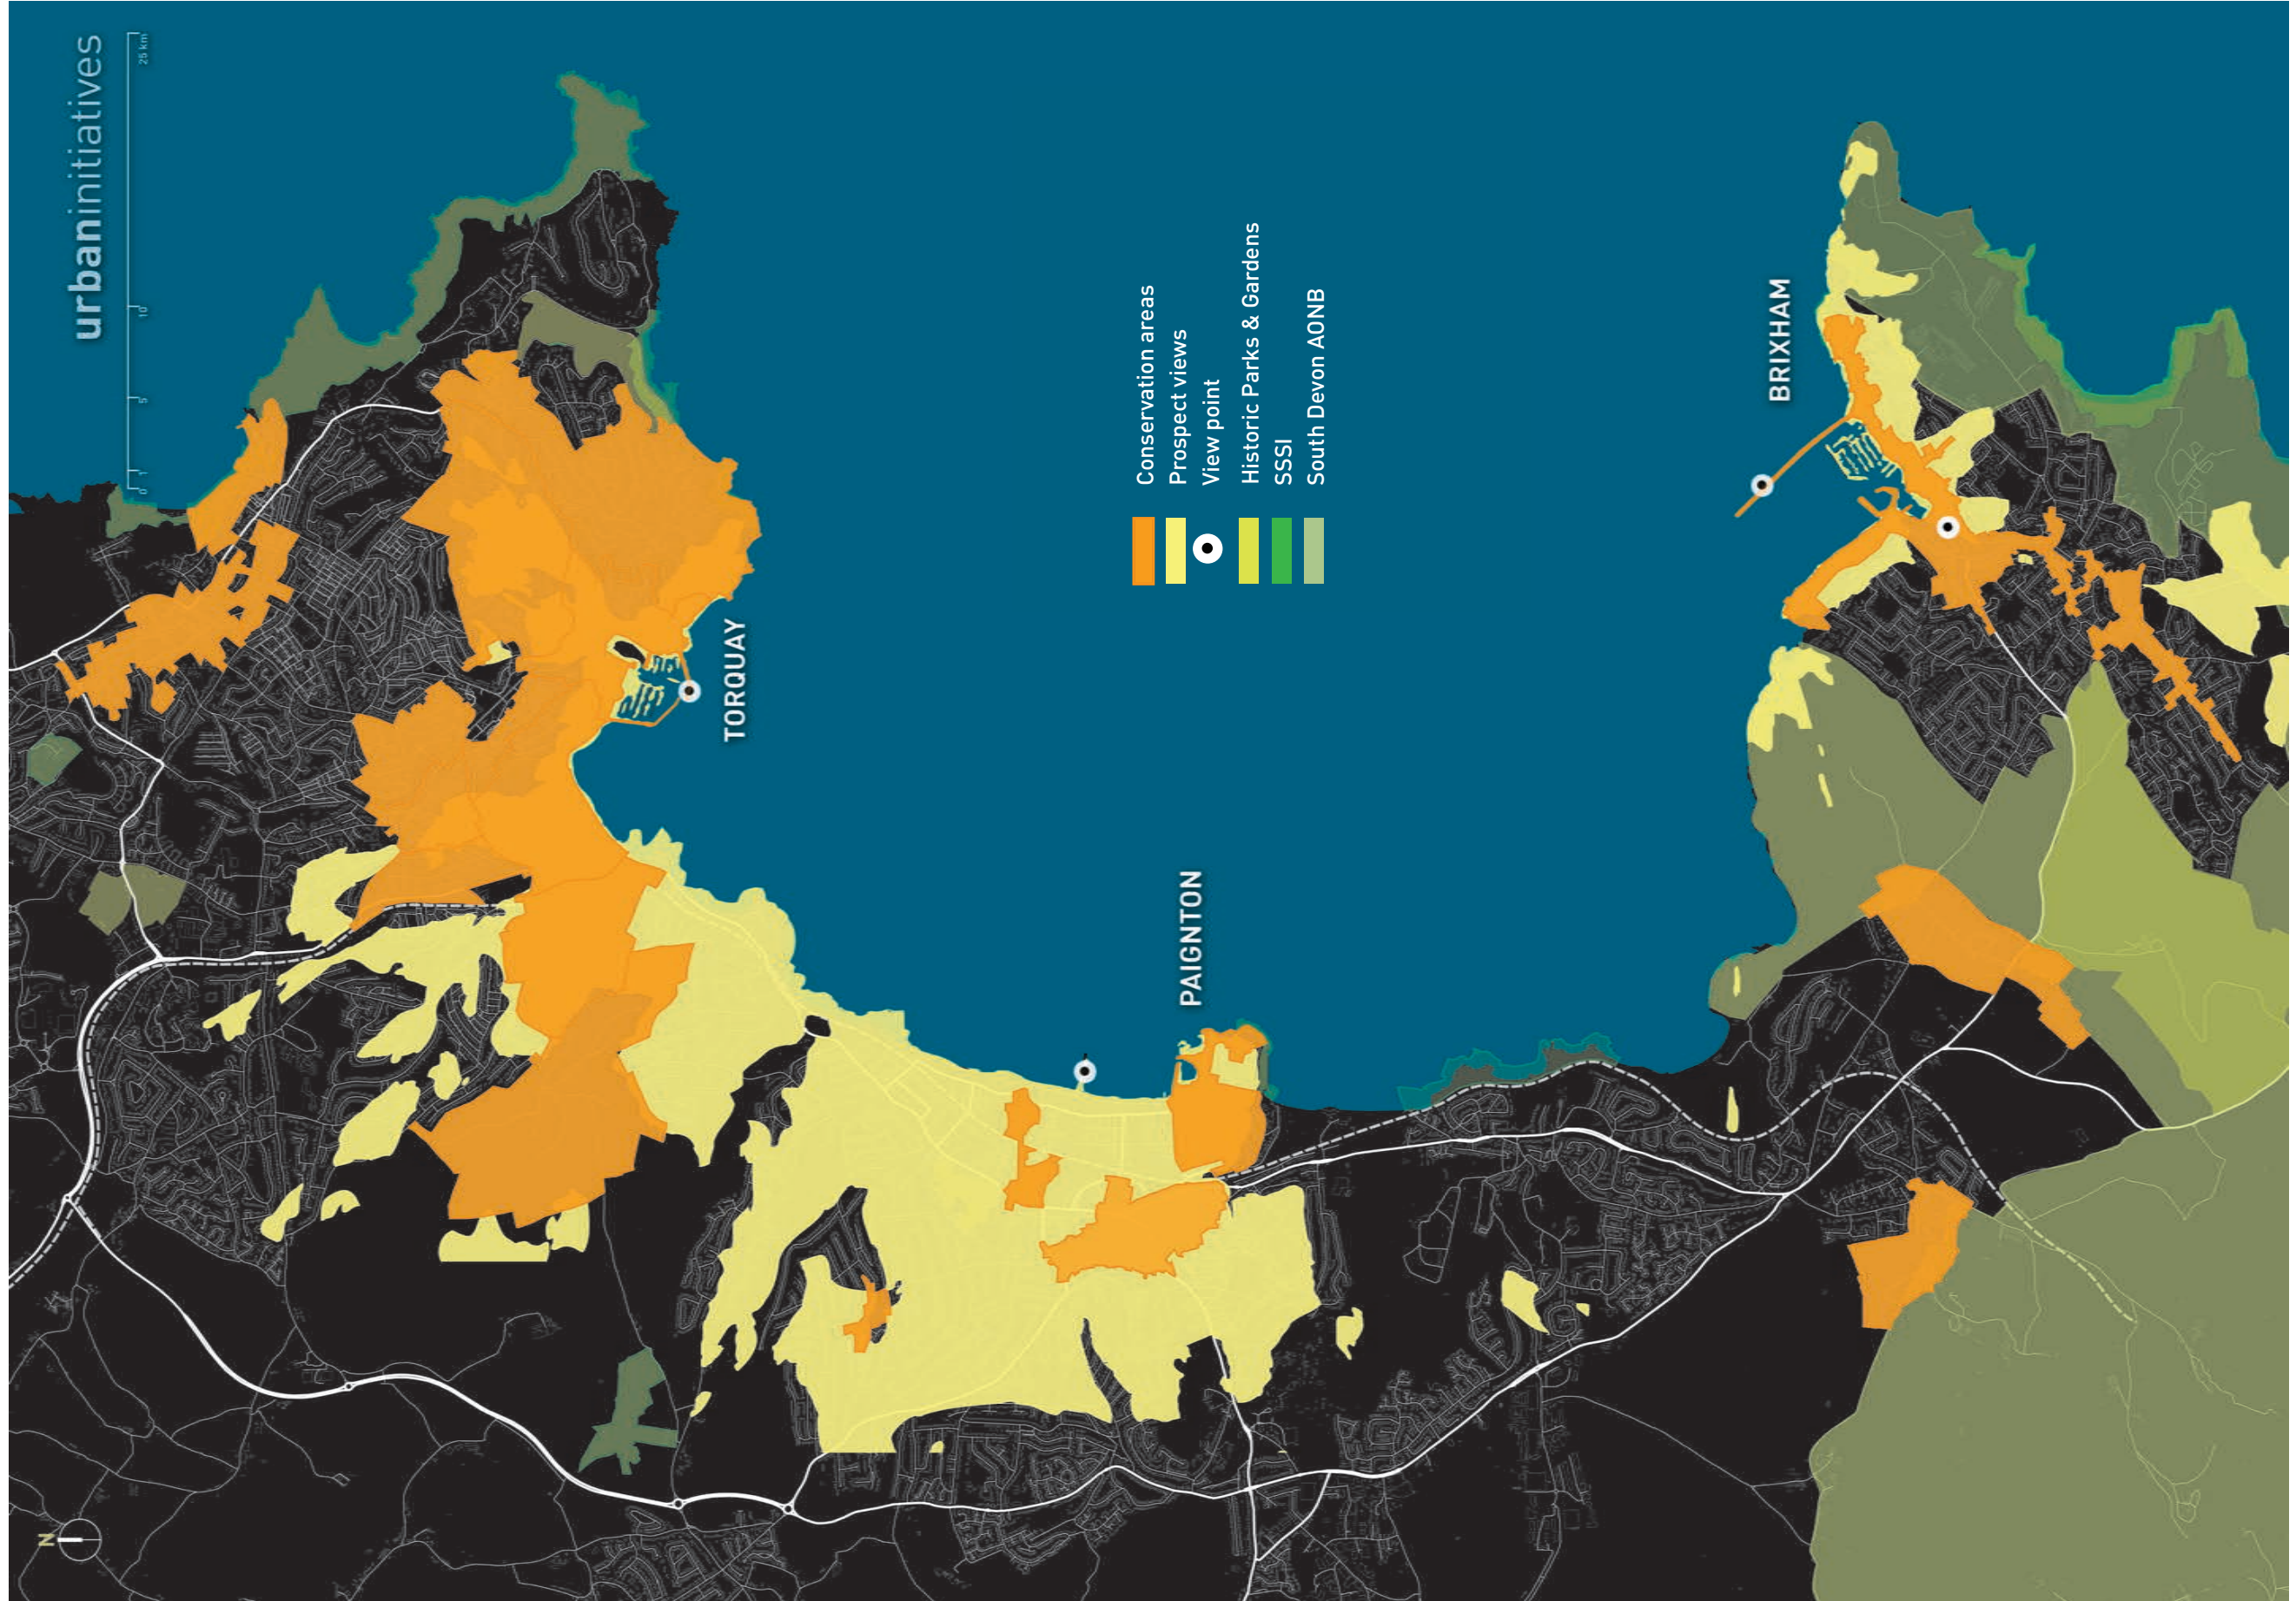 urbaninitiatives
0 1 5 10 25 km
N
TORQUAY
PAIGNTON
BRIXHAM
Conservation areas
Prospect views
View point
Historic Parks & Gardens
SSSI
South Devon AONB